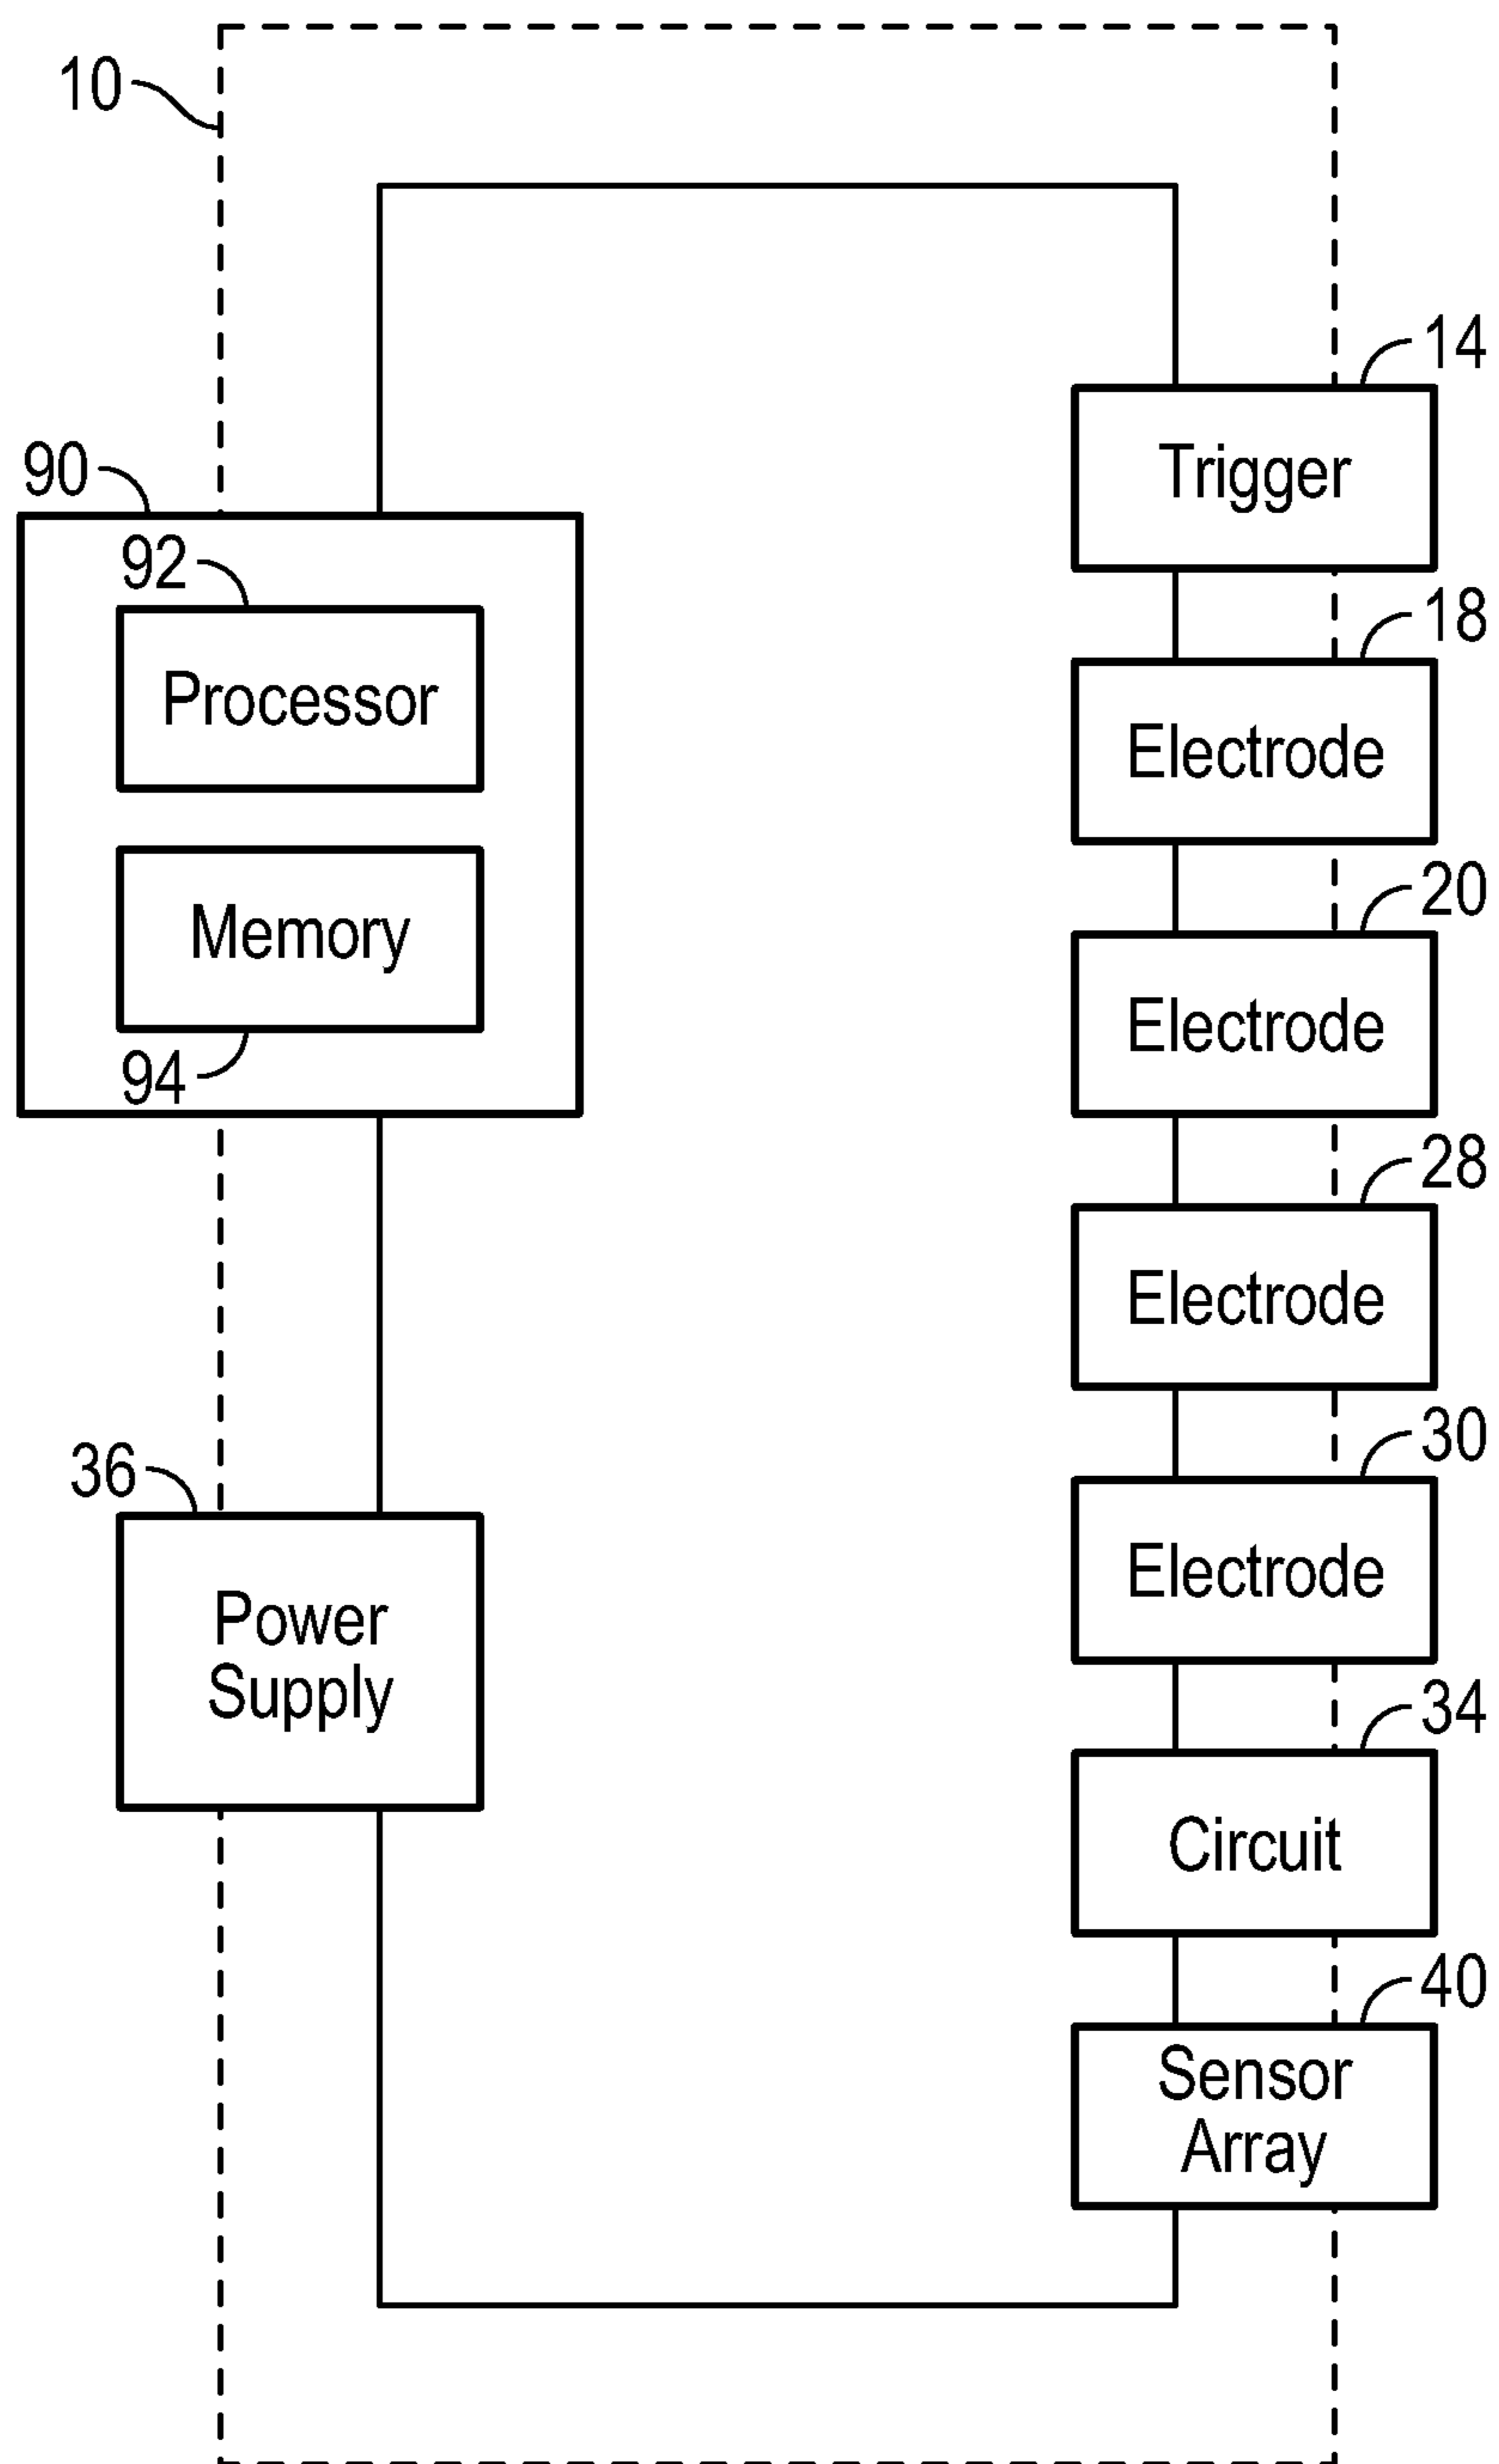 10
14
Trigger
90
92
Processor
18
Electrode
Memory
94
20
Electrode
28
Electrode
36
Power
Supply
30
Electrode
34
Circuit
40
Sensor
Array